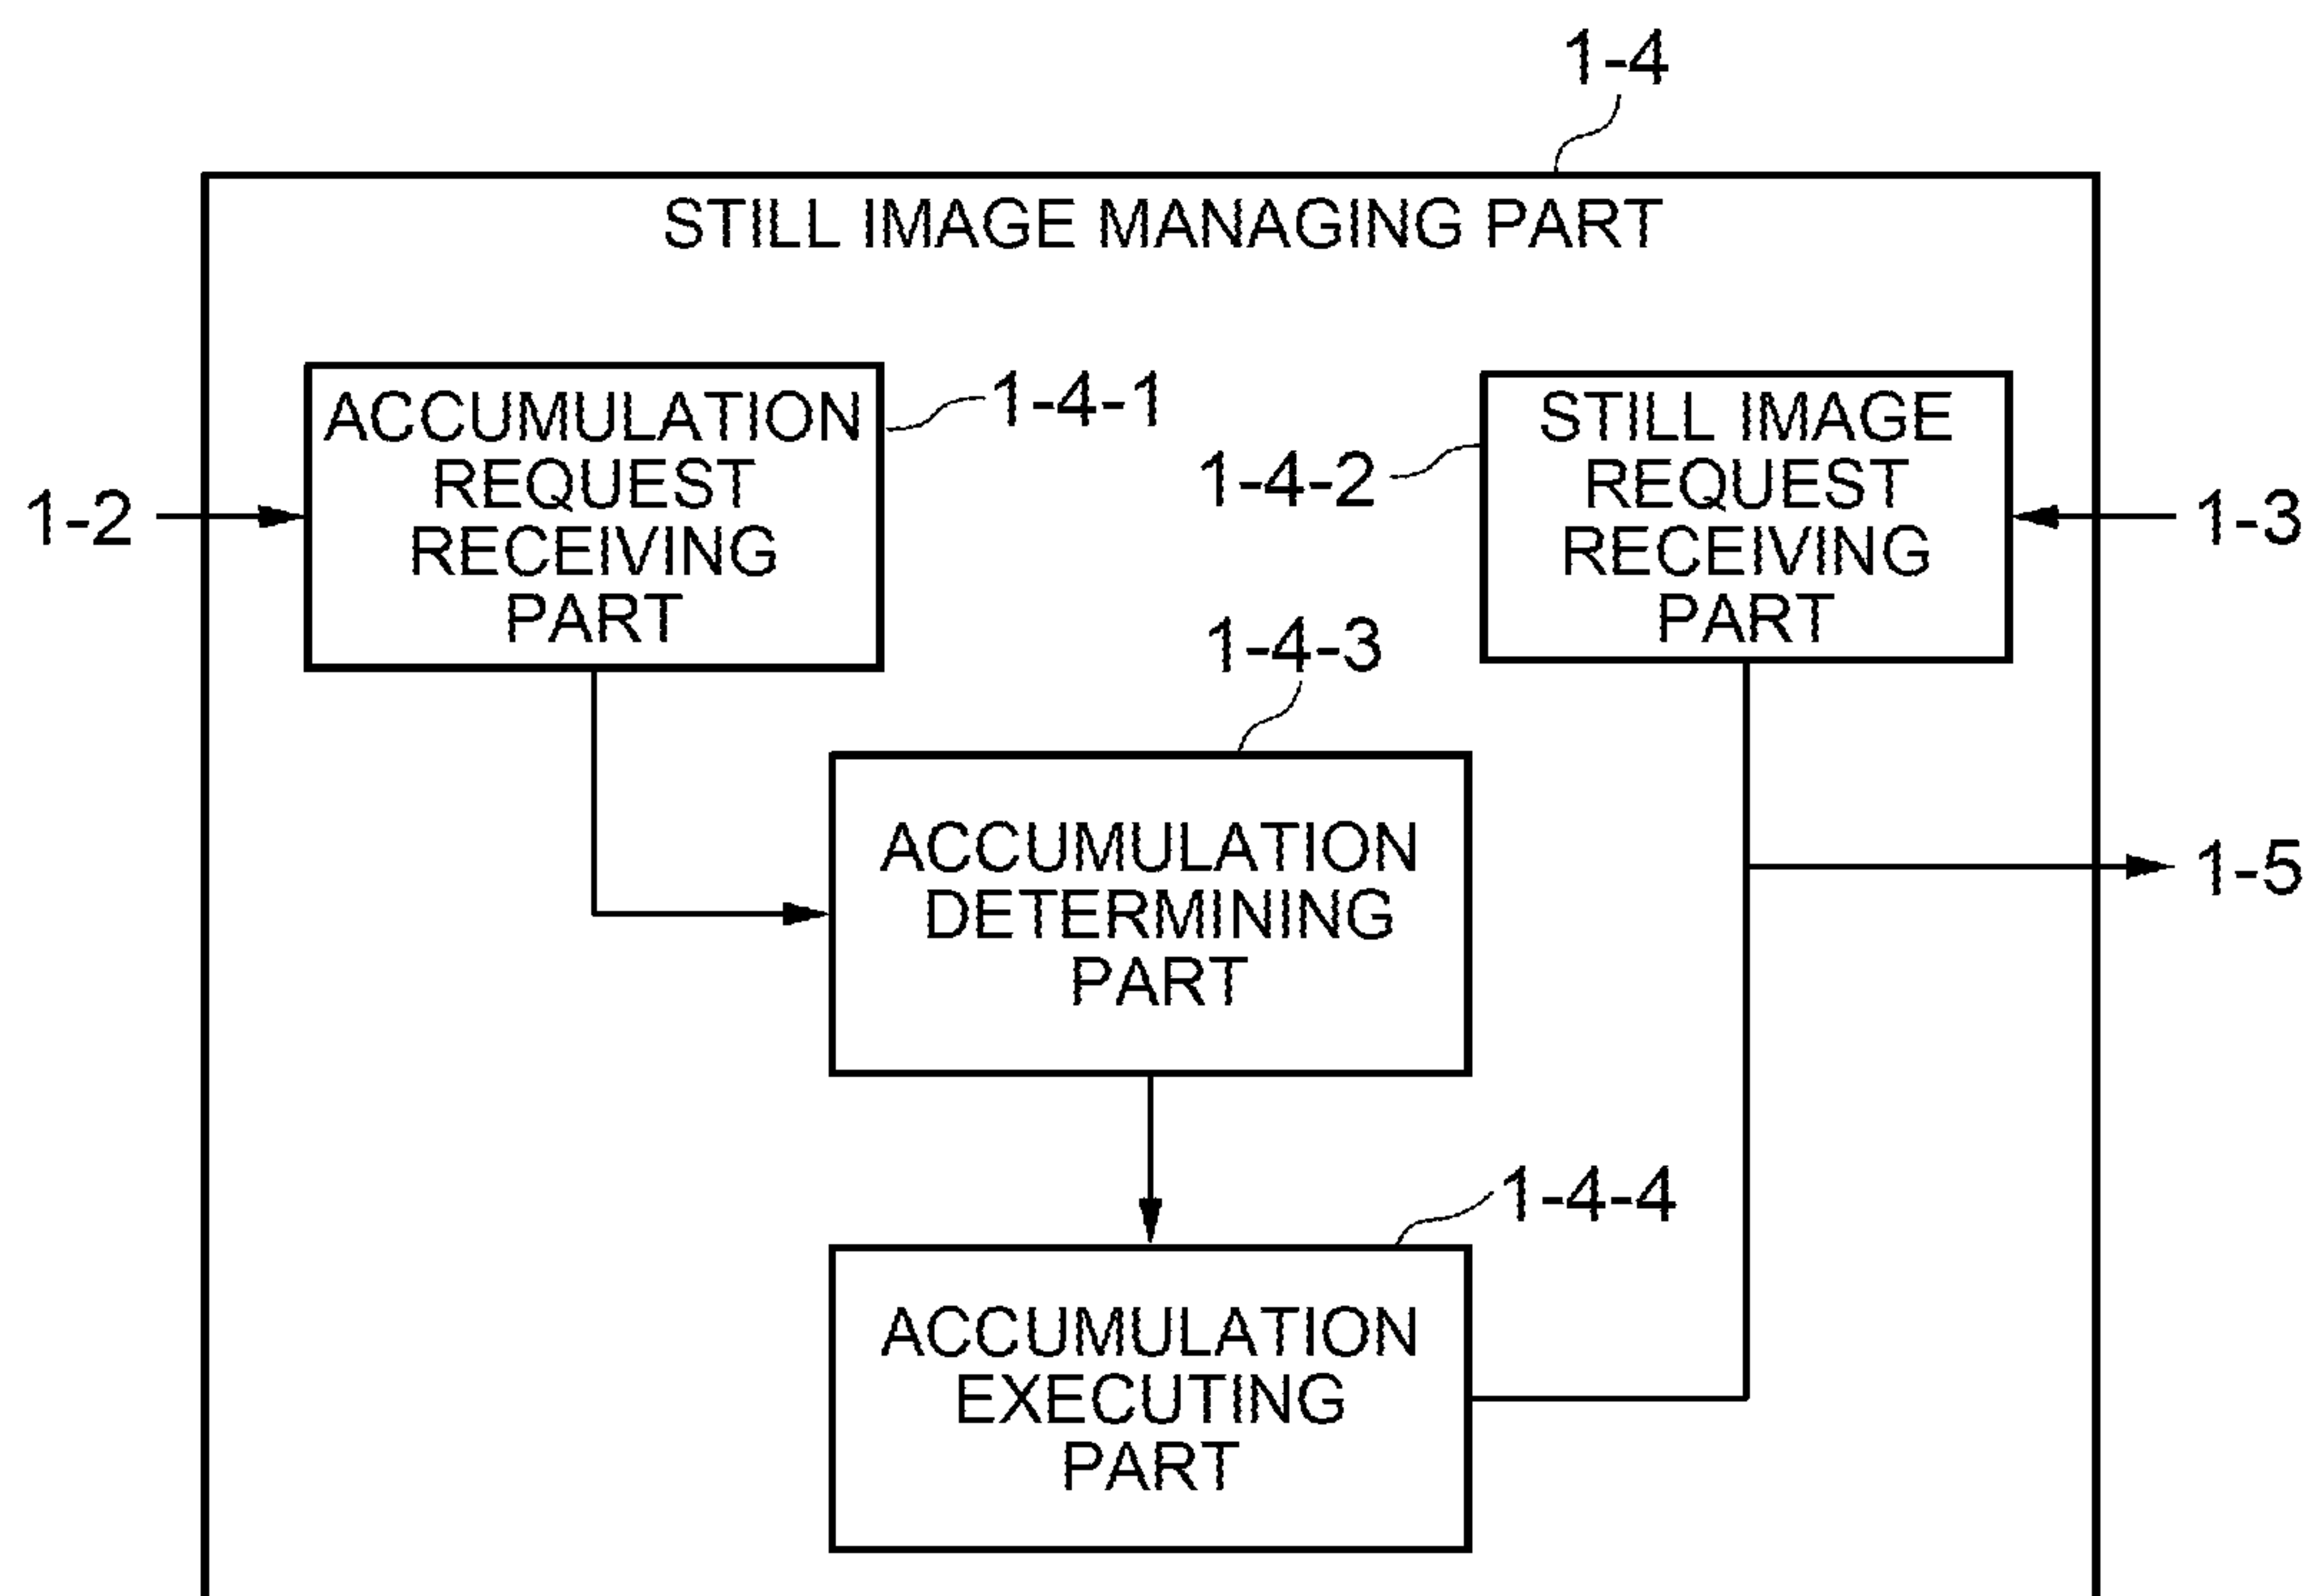 1-4
STILL IMAGE MANAGING PART
ACCUMULATION
REQUEST
RECEIVING
PART
1-4-1
1-4-2
STILL IMAGE
REQUEST
RECEIVING
PART
1-2
1-3
1-4-3
ACCUMULATION
DETERMINING
PART
1-5
1-4-4
ACCUMULATION
EXECUTING
PART